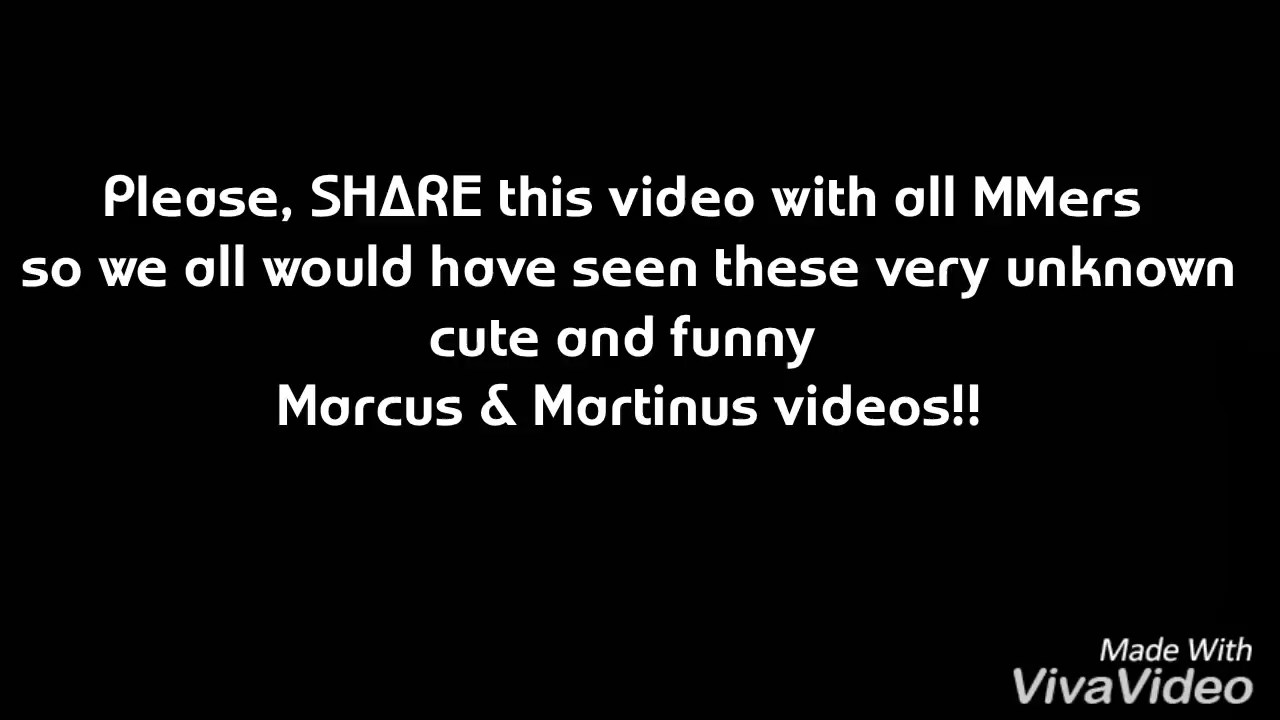 Please, SHARE this video with all MMers
so we all would have seen these very unknown
cute and funny
Marcus & Martinus videos!!
Made With
VivaVideo